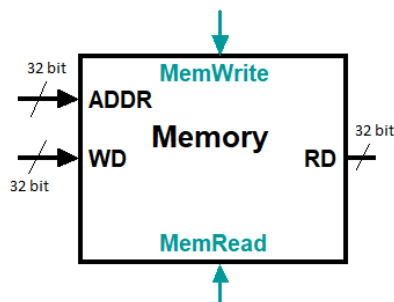 32 bit
MemWrite
ADDR
Memory
32 bit
WD
RD
32 bit
MemRead